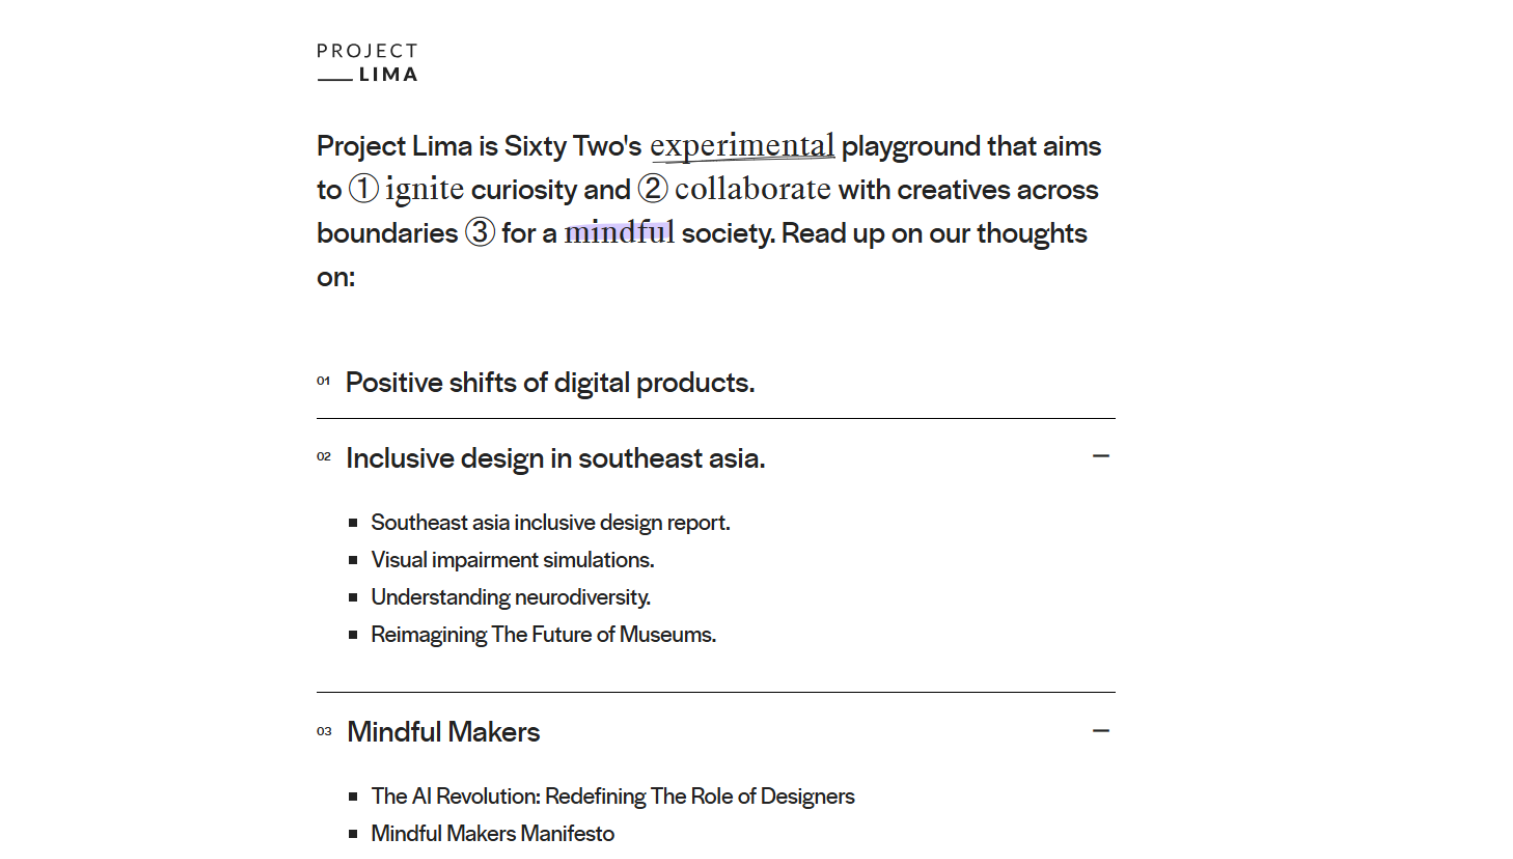 PROJECT
LIMA
Project Lima is Sixty Two's experimental playground that aims
to ① ignite curiosity and ② collaborate with creatives across
boundaries ③ for a mindful society. Read up on our thoughts
on:
01 Positive shifts of digital products.
02 Inclusive design in southeast asia.
Southeast asia inclusive design report.
Visual impairment simulations.
Understanding neurodiversity.
Reimagining The Future of Museums.
03 Mindful Makers
The AI Revolution: Redefining The Role of Designers
Mindful Makers Manifesto